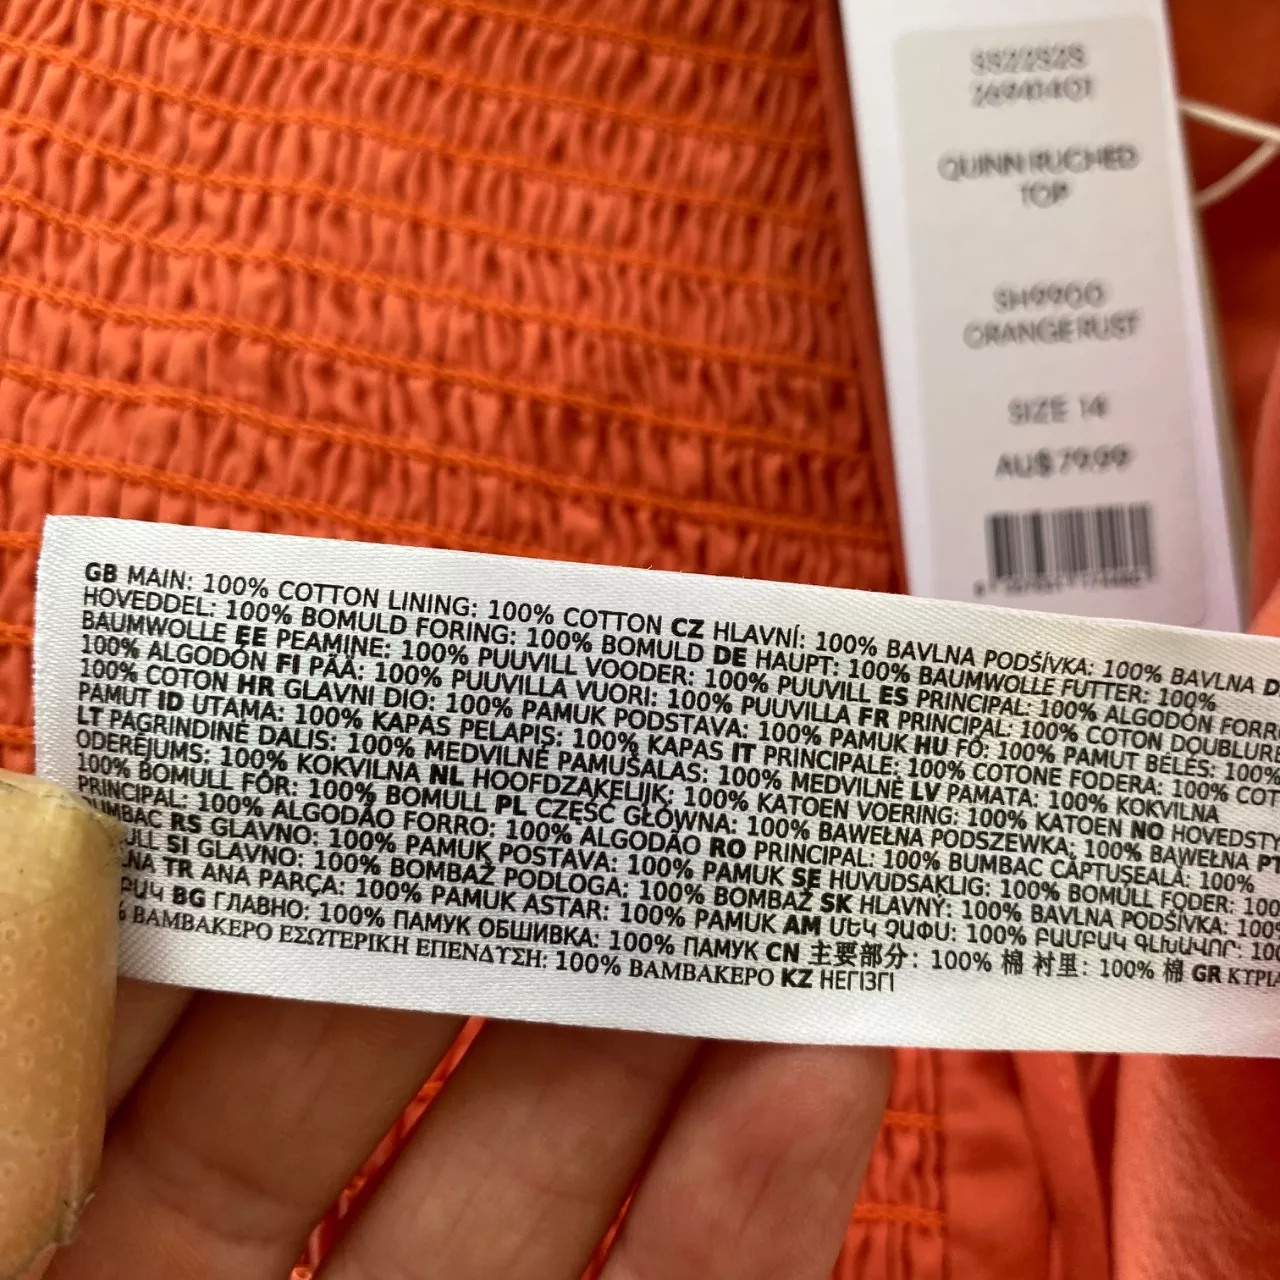 QUINN RUCHED
TOP
SH9900
ORANGE RUST
SIZE 14
AU$ 79.99
GB MAIN: 100% COTTON LINING: 100% COTTON CZ HLAVNÍ: 100% BAVLNA PODŠÍVKA: 100% BAVLNA D
HOVEDDEL: 100% BOMULD FORING: 100% BOMULD DE HAUPT: 100% BAUMWOLLE FUTTER: 100%
BAUMWOLLE EE PEAMINE: 100% PUUVILL VOODER: 100% PUUVILL ES PRINCIPAL: 100% ALGODÓN FORRO
100% ALGODÓN FI PÄÄ: 100% PUUVILLA VUORI: 100% PUUVILLA FR PRINCIPAL: 100% COTON DOUBLURE
100% COTON HR GLAVNI DIO: 100% PAMUK PODSTAVA: 100% PAMUK HU FŐ: 100% PAMUT BÉLÉS: 100%
PAMUT ID UTAMA: 100% KAPAS PELAPIS: 100% KAPAS IT PRINCIPALE: 100% COTONE FODERA: 100% COT
LT PAGRINDINĖ DALIS: 100% MEDVILNĖ PAMUŠALAS: 100% MEDVILNĖ LV PAMATA: 100% KOKVILNA
ODERĒJUMS: 100% KOKVILNA NL HOOFDZAKELIJK: 100% KATOEN VOERING: 100% KATOEN NO HOVEDSTY
100% BOMULL FÔR: 100% BOMULL PL CZĘŚĆ GŁÓWNA: 100% BAWEŁNA PODSZEWKA: 100% BAWEŁNA PT
PRINCIPAL: 100% ALGODÃO FORRO: 100% ALGODÃO RO PRINCIPAL: 100% BUMBAC CĂPTUȘEALĂ: 100%
BUMBAC RS GLAVNO: 100% PAMUK POSTAVA: 100% PAMUK SE HUVUDSAKLIG: 100% BOMULL FODER: 100
ULL SI GLAVNO: 100% BOMBAŽ PODLOGA: 100% BOMBAŽ SK HLAVNÝ: 100% BAVLNA PODŠÍVKA: 100%
LNA TR ANA PARÇA: 100% PAMUK ASTAR: 100% PAMUK AM ՄԵԿ ՉԱՓՍ: 100% ԲԱՄԲԱԿ ԳԼԽԱՎՈՐ: 100
ԲԱԿ BG ГЛАВНО: 100% ПАМУК ОБШИВКА: 100% ПАМУК CN 主要部分: 100% 棉 衬里: 100% 棉 GR ΚΥΡΙΑ
% ΒΑΜΒΑΚΕΡΟ ΕΣΩΤΕΡΙΚΗ ΕΠΕΝΔΥΣΗ: 100% ΒΑΜΒΑΚΕΡΟ KZ НЕГІЗГІ